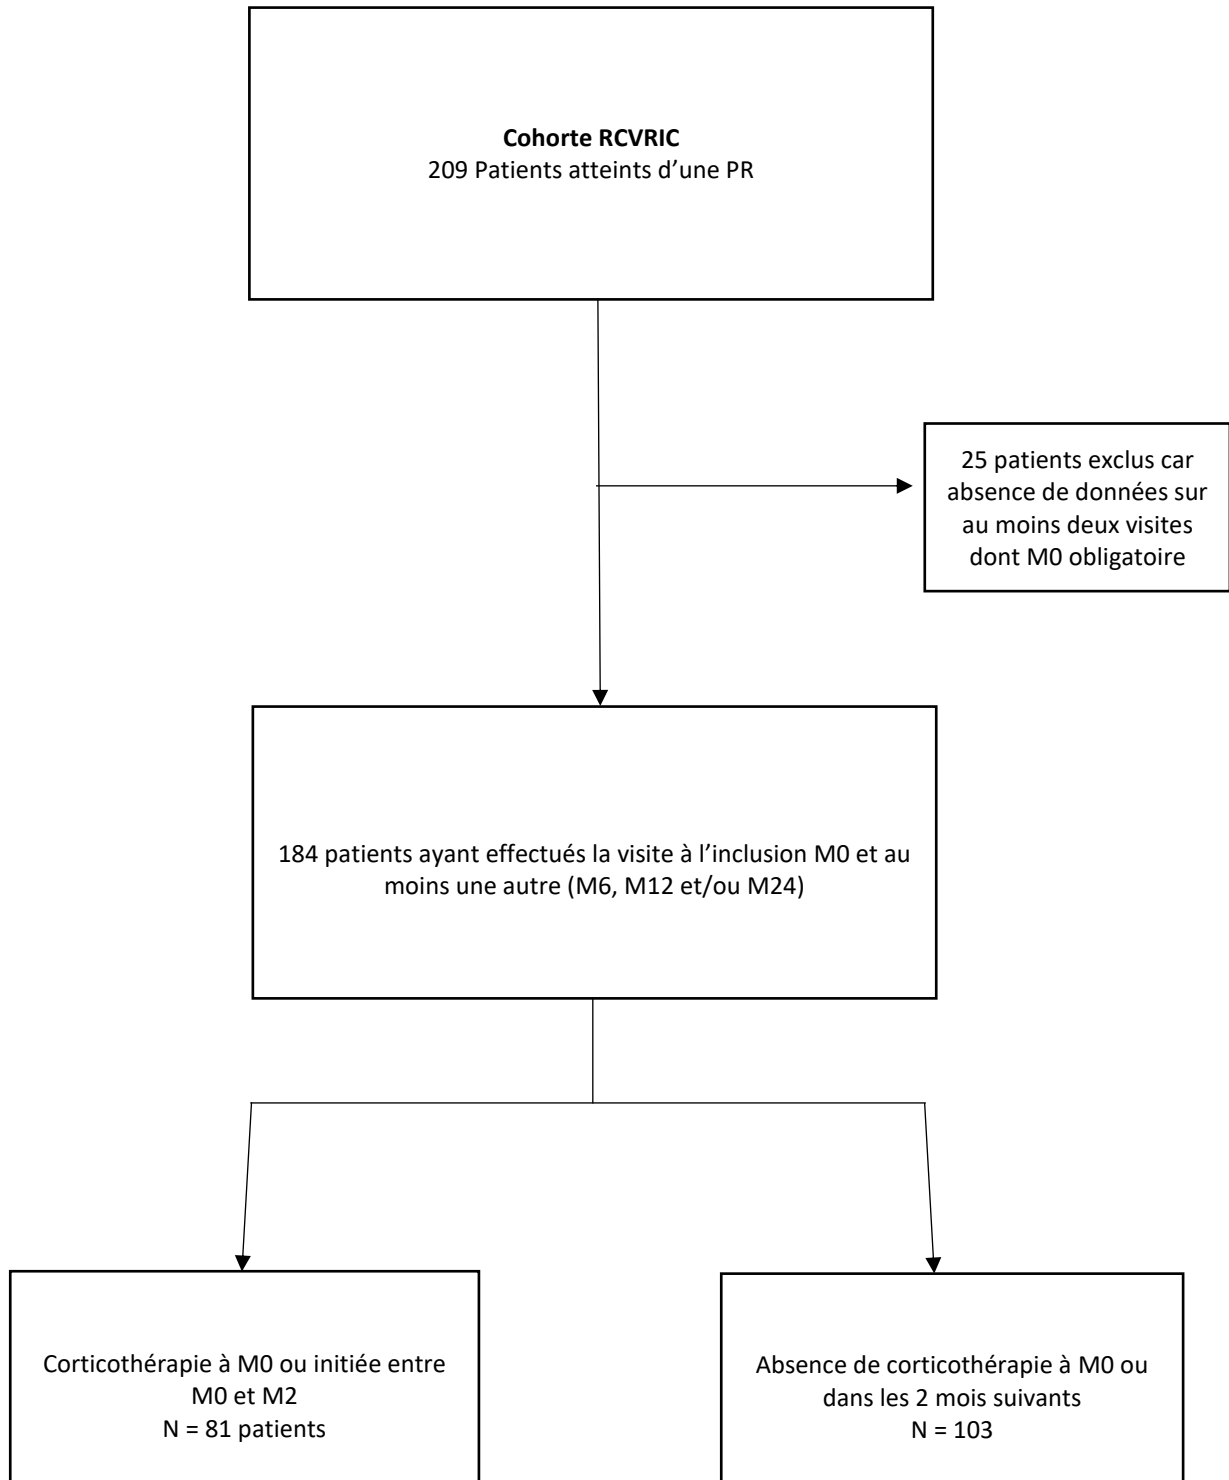 Cohorte RCVRIC
209 Patients atteints d’une PR
25 patients exclus car
absence de données sur
au moins deux visites
dont M0 obligatoire
184 patients ayant effectués la visite à l’inclusion M0 et au
moins une autre (M6, M12 et/ou M24)
Corticothérapie à M0 ou initiée entre
M0 et M2
N = 81 patients
Absence de corticothérapie à M0 ou
dans les 2 mois suivants
N = 103